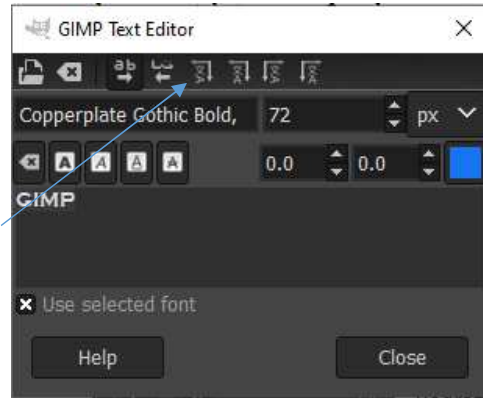 GIMP Text Editor
Copperplate Gothic Bold, 72 px
0.0 0.0
GIMP
Use selected font
Help Close